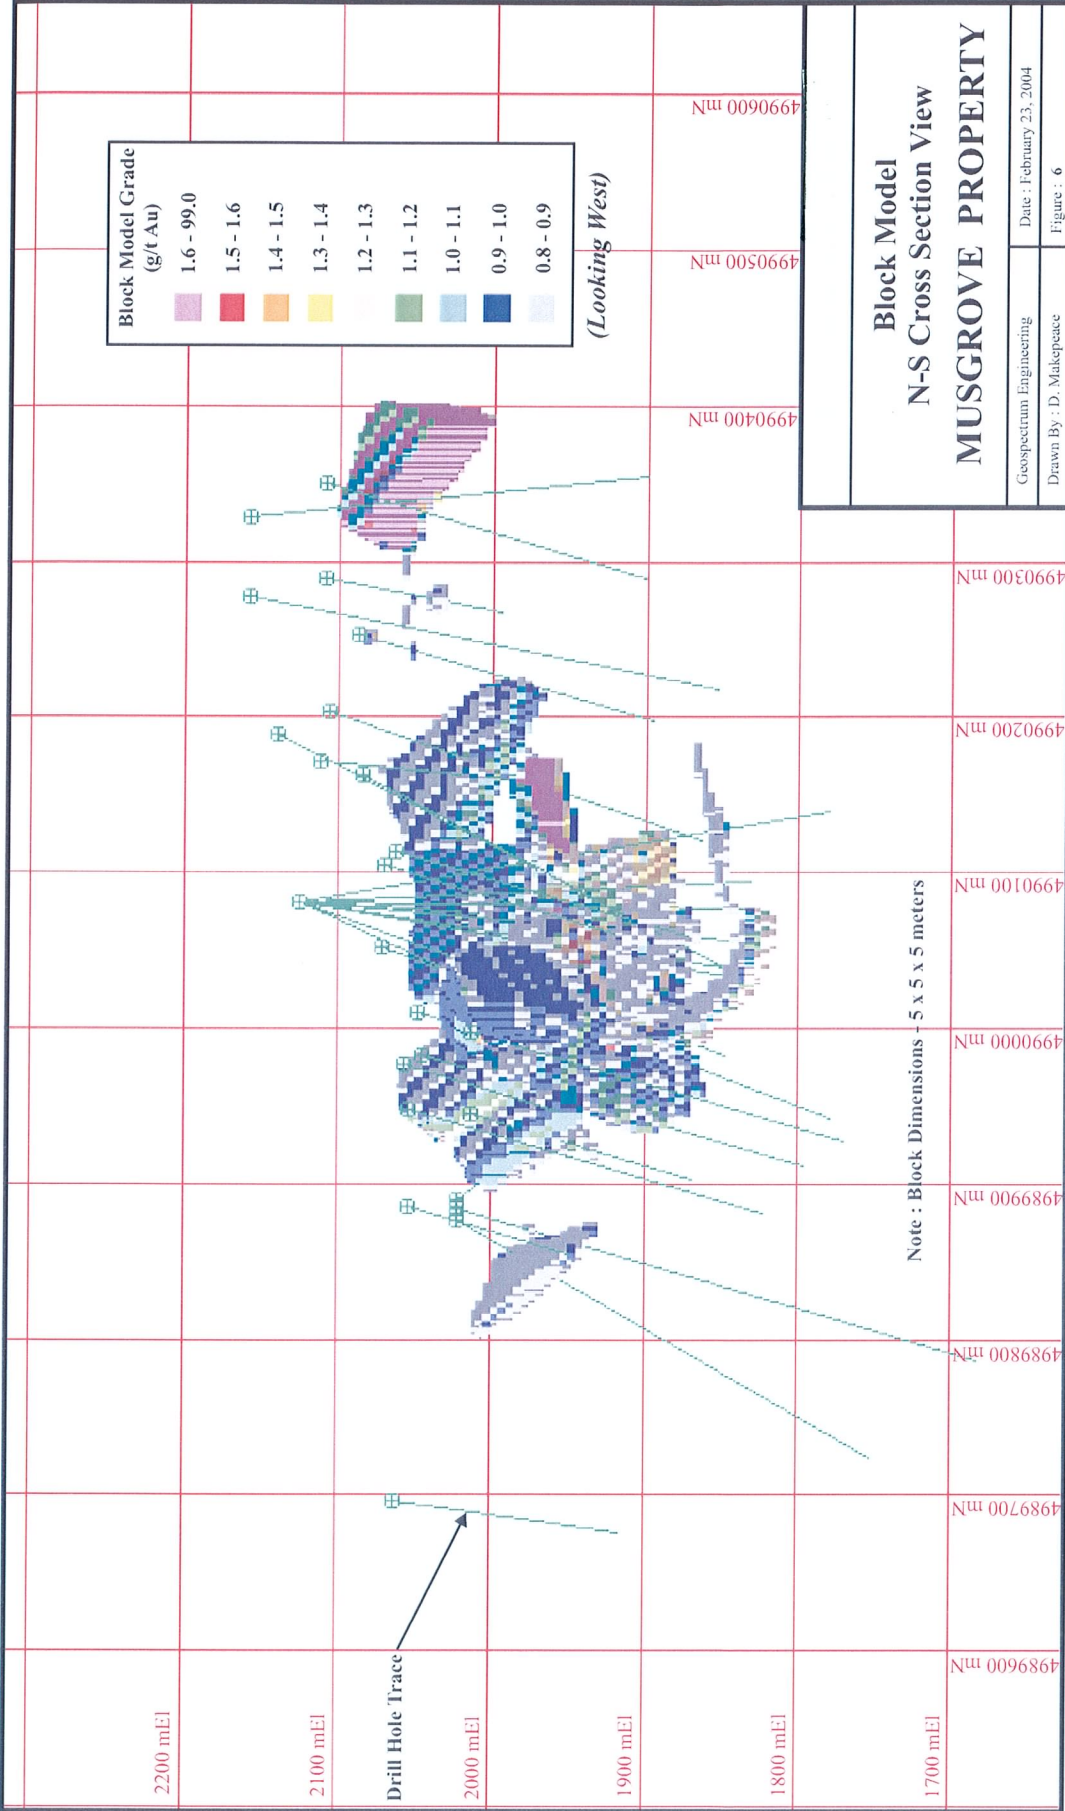 Block Model Grade
(g/t Au)
1.6 - 99.0
1.5 - 1.6
1.4 - 1.5
1.3 - 1.4
1.2 - 1.3
1.1 - 1.2
1.0 - 1.1
0.9 - 1.0
0.8 - 0.9
(Looking West)
2200 mEl
2100 mEl
2000 mEl
1900 mEl
1800 mEl
1700 mEl
Drill Hole Trace
4989600 mN
4989700 mN
4989800 mN
4989900 mN
4990000 mN
4990100 mN
4990200 mN
4990300 mN
4990400 mN
4990500 mN
4990600 mN
Note : Block Dimensions - 5 x 5 x 5 meters
Block Model
N-S Cross Section View
MUSGROVE PROPERTY
Geospectrum Engineering
Date : February 23, 2004
Drawn By : D. Makepeace
Figure : 6